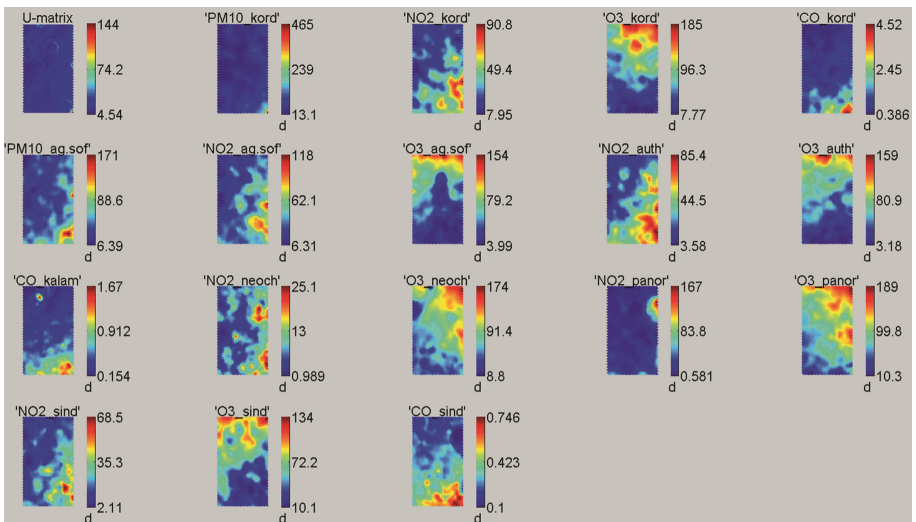 U-matrix
144
74.2
4.54
'PM10_kord'
465
239
13.1
d
'NO2_kord'
90.8
49.4
7.95
d
'O3_kord'
185
96.3
7.77
d
'CO_kord'
4.52
2.45
0.386
d
'PM10_ag.sof'
171
88.6
6.39
d
'NO2_ag.sof'
118
62.1
6.31
d
'O3_ag.sof'
154
79.2
3.99
d
'NO2_auth'
85.4
44.5
3.58
d
'O3_auth'
159
80.9
3.18
d
'CO_kalam'
1.67
0.912
0.154
d
'NO2_neoch'
25.1
13
0.989
d
'O3_neoch'
174
91.4
8.8
d
'NO2_panor'
167
83.8
0.581
d
'O3_panor'
189
99.8
10.3
d
'NO2_sind'
68.5
35.3
2.11
d
'O3_sind'
134
72.2
10.1
d
'CO_sind'
0.746
0.423
0.1
d